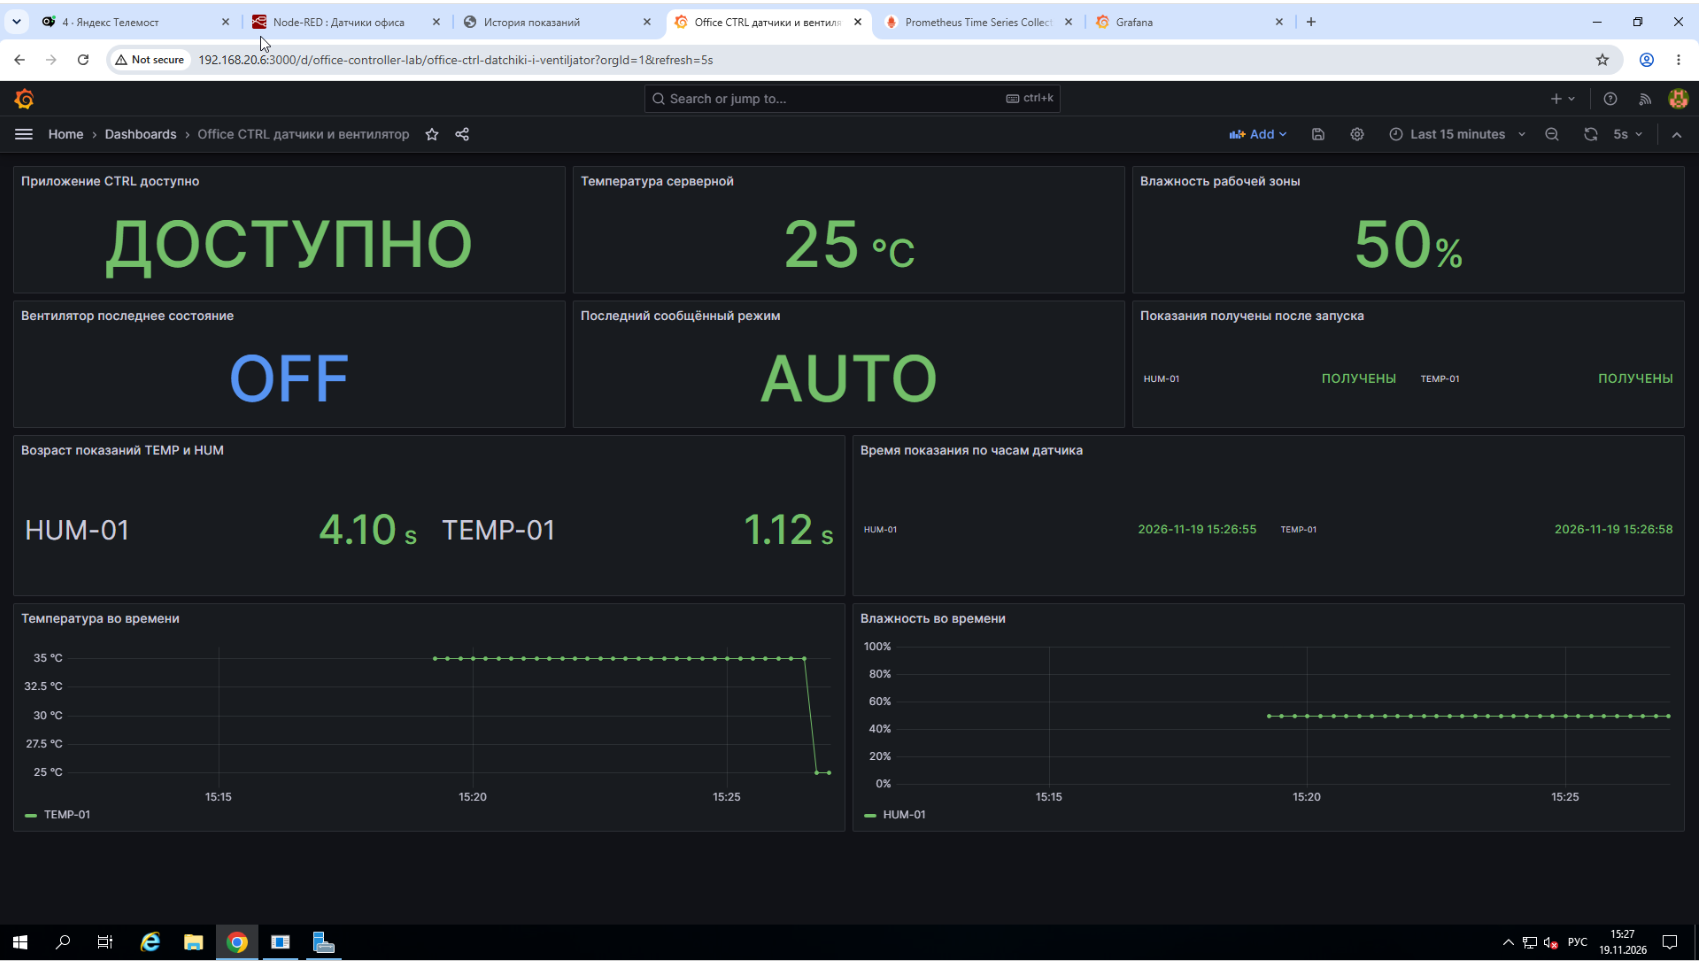 4 · Яндекс Телемост
Node-RED : Датчики офиса
История показаний
Office CTRL датчики и вентиля
Prometheus Time Series Collect
Grafana
Not secure
192.168.20.6:3000/d/office-controller-lab/office-ctrl-datchiki-i-ventiljator?orgId=1&refresh=5s
Search or jump to...
ctrl+k
Home › Dashboards › Office CTRL датчики и вентилятор
Add
Last 15 minutes
5s
Приложение CTRL доступно
ДОСТУПНО
Температура серверной
25 °C
Влажность рабочей зоны
50%
Вентилятор последнее состояние
OFF
Последний сообщённый режим
AUTO
Показания получены после запуска
HUM-01 ПОЛУЧЕНЫ TEMP-01 ПОЛУЧЕНЫ
Возраст показаний TEMP и HUM
HUM-01 4.10 s TEMP-01 1.12 s
Время показания по часам датчика
HUM-01 2026-11-19 15:26:55 TEMP-01 2026-11-19 15:26:58
Температура во времени
35 °C
32.5 °C
30 °C
27.5 °C
25 °C
15:15 15:20 15:25
TEMP-01
Влажность во времени
100%
80%
60%
40%
20%
0%
15:15 15:20 15:25
HUM-01
РУС
15:27
19.11.2026